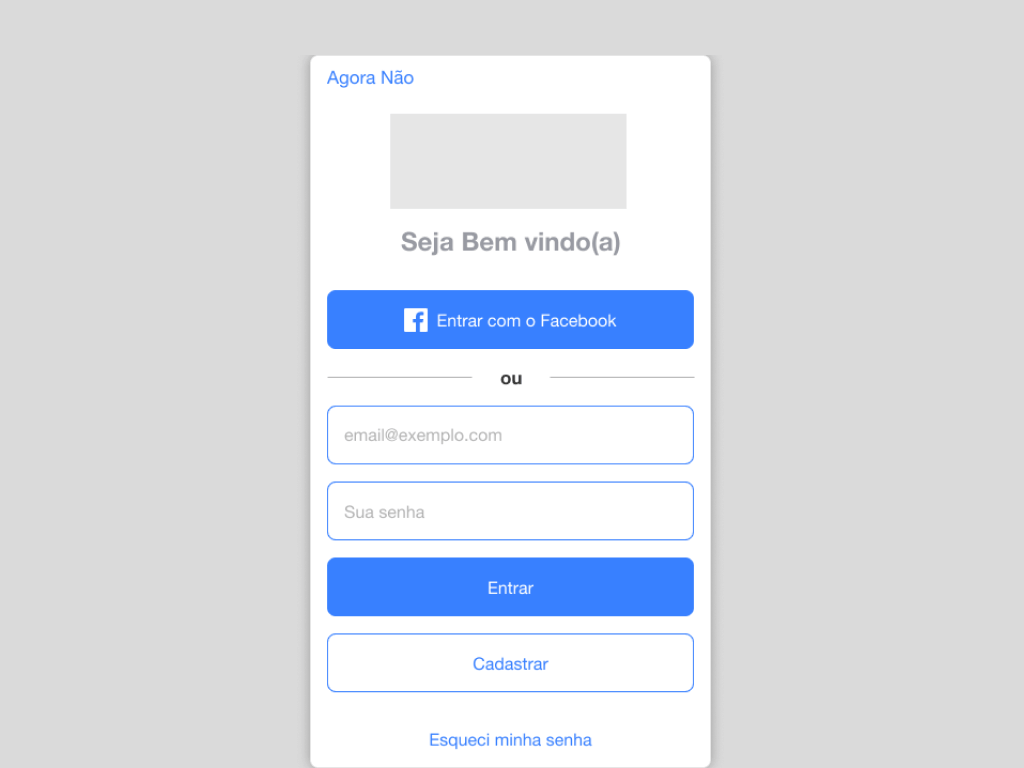 Agora Não
Seja Bem vindo(a)
Entrar com o Facebook
ou
email@exemplo.com
Sua senha
Entrar
Cadastrar
Esqueci minha senha